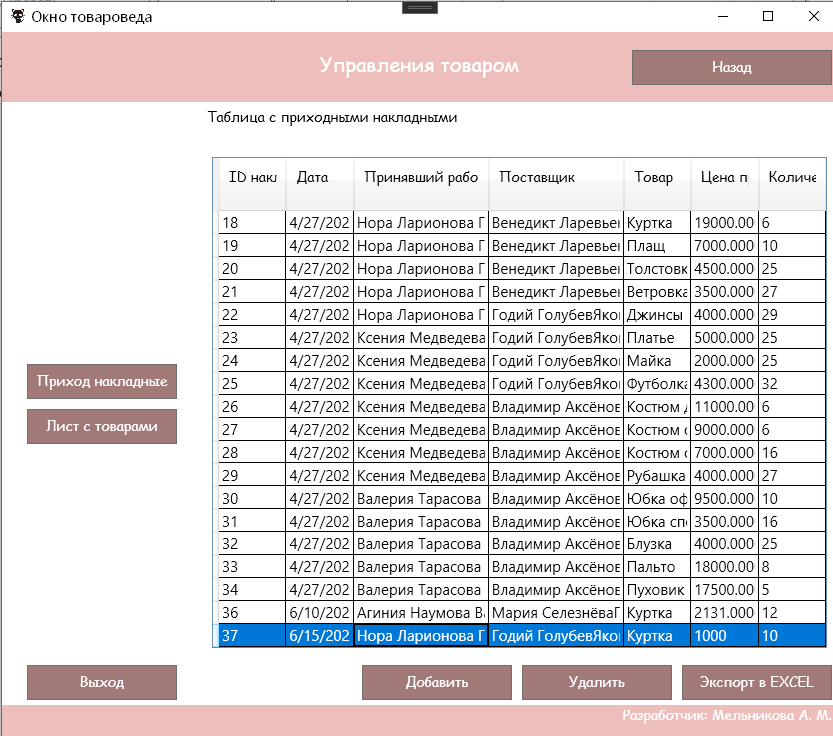 Окно товароведа
Управления товаром
Назад
Таблица с приходными накладными
ID накл Дата Принявший рабо Поставщик Товар Цена п Количе
18 4/27/202 Нора Ларионова Г Венедикт Ларевьен Куртка 19000.00 6
19 4/27/202 Нора Ларионова Г Венедикт Ларевьен Плащ 7000.000 10
20 4/27/202 Нора Ларионова Г Венедикт Ларевьен Толстовк 4500.000 25
21 4/27/202 Нора Ларионова Г Венедикт Ларевьен Ветровка 3500.000 27
22 4/27/202 Нора Ларионова Г Годий ГолубевЯков Джинсы 4000.000 29
23 4/27/202 Ксения Медведева Годий ГолубевЯков Платье 5000.000 25
24 4/27/202 Ксения Медведева Годий ГолубевЯков Майка 2000.000 25
25 4/27/202 Ксения Медведева Годий ГолубевЯков Футболка 4300.000 32
26 4/27/202 Ксения Медведева Владимир Аксёнов Костюм д 11000.00 6
27 4/27/202 Ксения Медведева Владимир Аксёнов Костюм с 9000.000 6
28 4/27/202 Ксения Медведева Владимир Аксёнов Костюм с 7000.000 16
29 4/27/202 Ксения Медведева Владимир Аксёнов Рубашка 4000.000 27
30 4/27/202 Валерия Тарасова Владимир Аксёнов Юбка оф 9500.000 10
31 4/27/202 Валерия Тарасова Владимир Аксёнов Юбка спо 3500.000 16
32 4/27/202 Валерия Тарасова Владимир Аксёнов Блузка 4000.000 25
33 4/27/202 Валерия Тарасова Владимир Аксёнов Пальто 18000.00 8
34 4/27/202 Валерия Тарасова Владимир Аксёнов Пуховик 17500.00 5
36 6/10/202 Агиния Наумова Ва Мария СелезнёваГ Куртка 2131.000 12
37 6/15/202 Нора Ларионова Г Годий ГолубевЯков Куртка 1000 10
Приход накладные
Лист с товарами
Выход
Добавить
Удалить
Экспорт в EXCEL
Разработчик: Мельникова А. М.